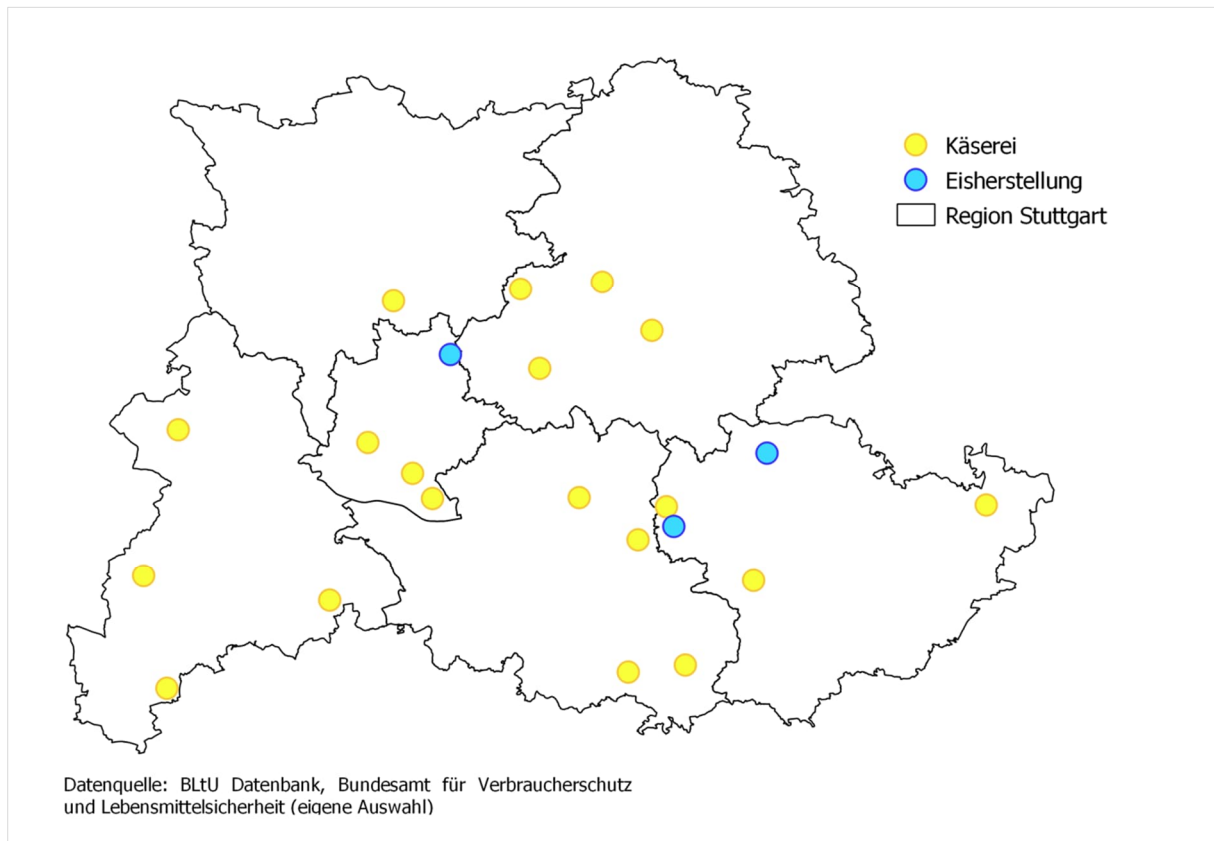 Käserei
Eisherstellung
Region Stuttgart
Datenquelle: BLtU Datenbank, Bundesamt für Verbraucherschutz
und Lebensmittelsicherheit (eigene Auswahl)